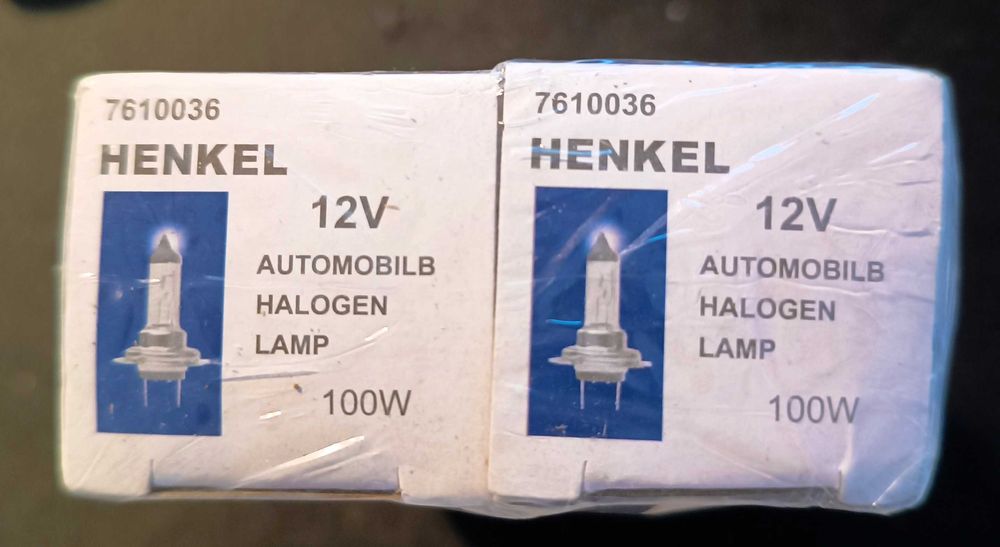 7610036
HENKEL
12V
AUTOMOBILB
HALOGEN
LAMP
100W
7610036
HENKEL
12V
AUTOMOBILB
HALOGEN
LAMP
100W